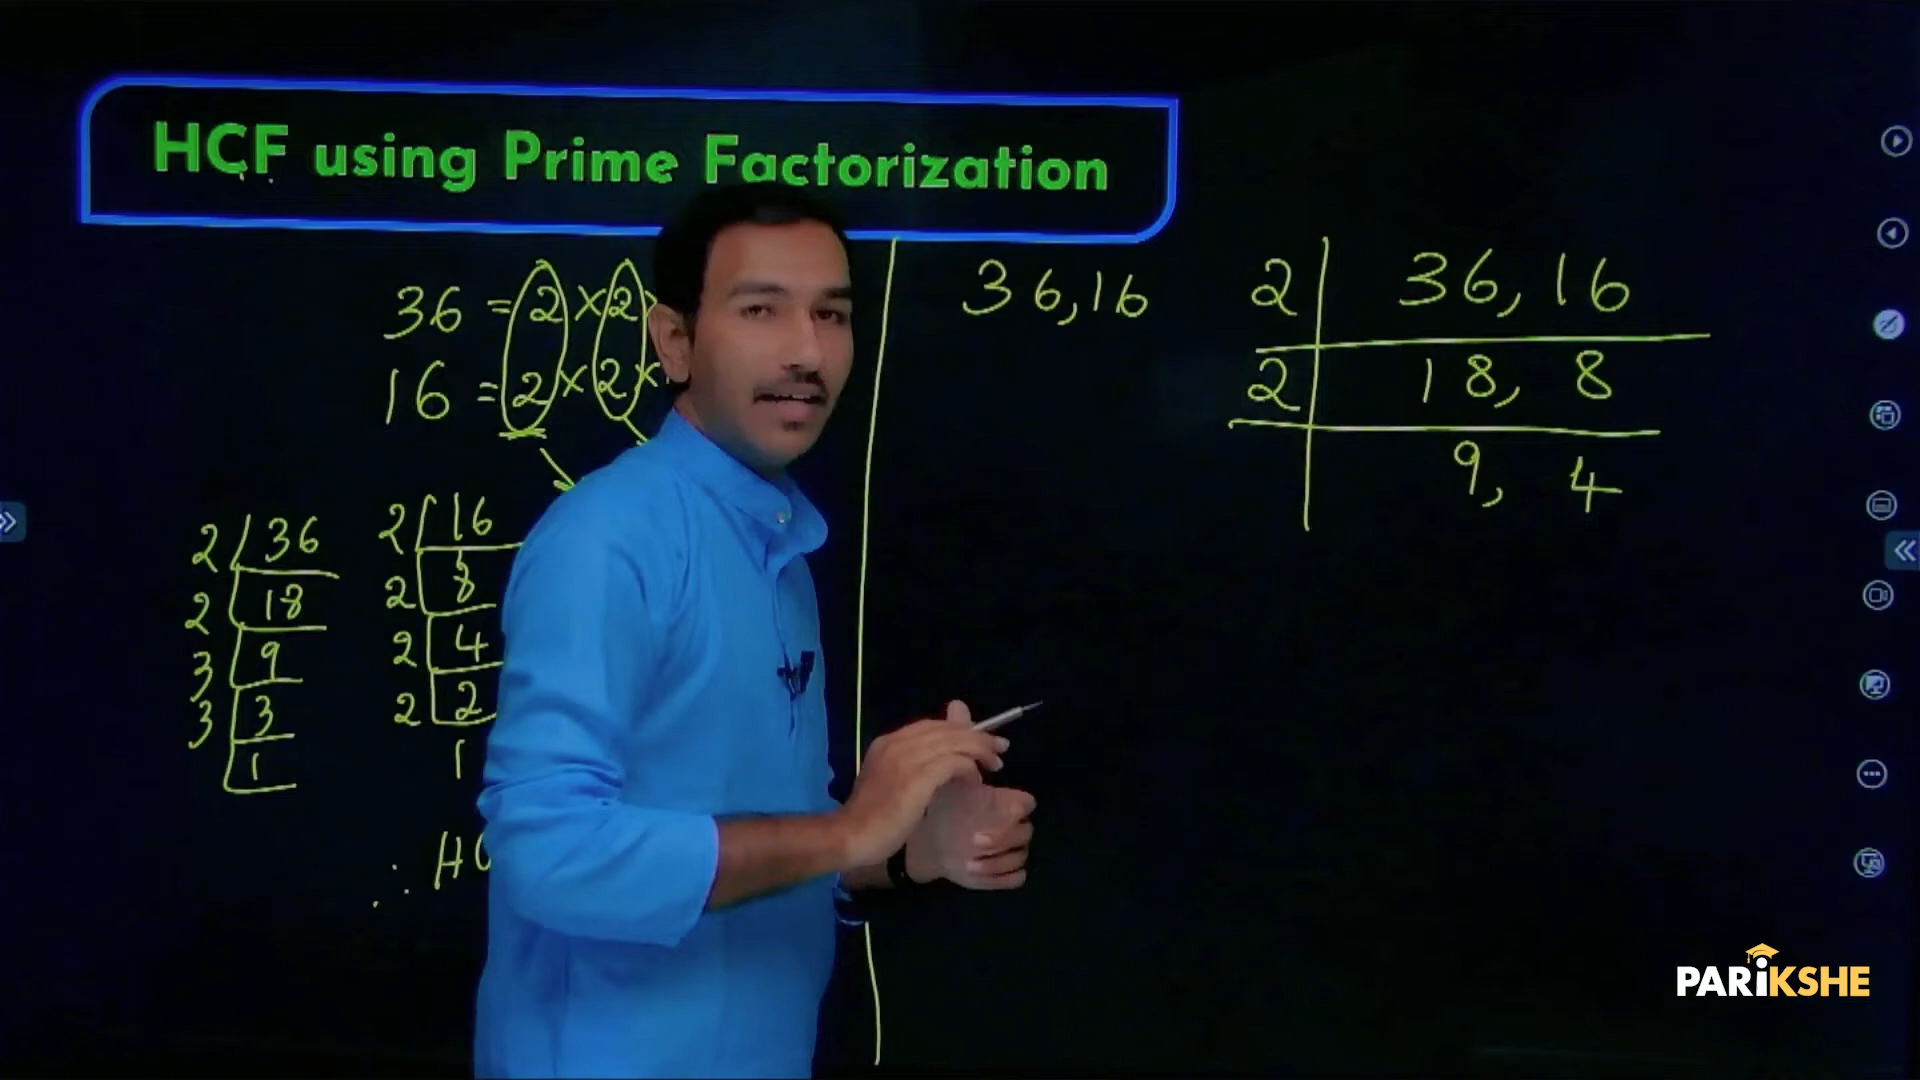 HCF using Prime Factorization
36 = 2 × 2
16 = 2 × 2 ×
2 36
2 18
3 9
3 3
1
2 16
2 8
2 4
2 2
1
∴
36, 16
2 36, 16
2 18, 8
9, 4
PARiKSHE